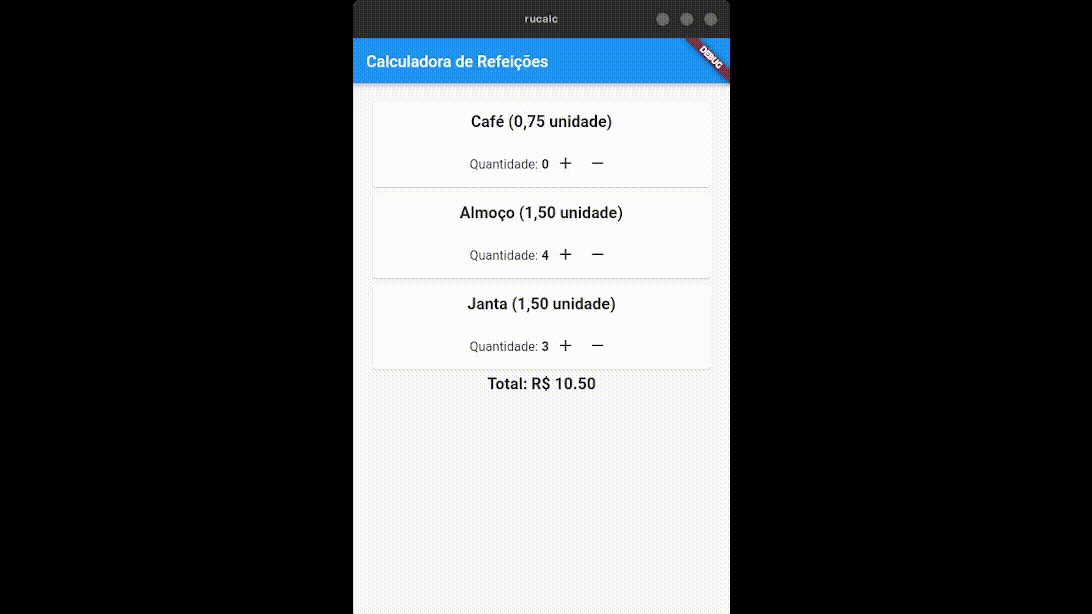 rucalc
Calculadora de Refeições
DEBUG
Café (0,75 unidade)
Quantidade: 0 + −
Almoço (1,50 unidade)
Quantidade: 4 + −
Janta (1,50 unidade)
Quantidade: 3 + −
Total: R$ 10.50